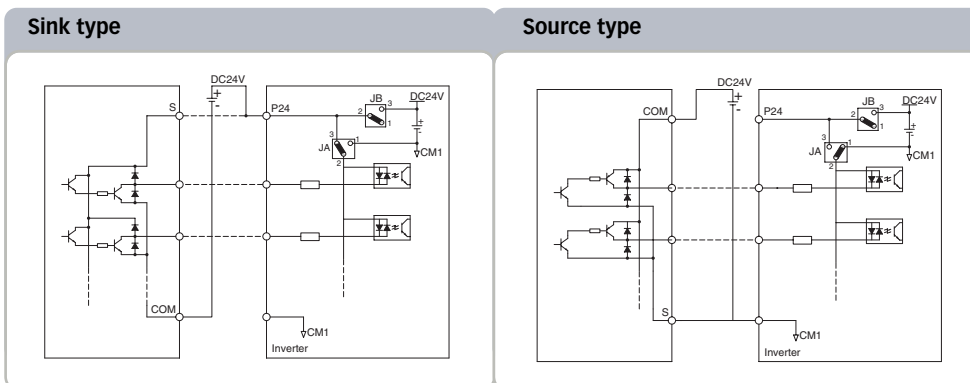 Sink type
DC24V
+
-
S
P24
JB
3
2
1
DC24V
+
-
3
1
JA
2
CM1
COM
CM1
Inverter
Source type
DC24V
+
-
COM
P24
JB
3
2
1
DC24V
+
-
3
1
JA
2
CM1
S
CM1
Inverter